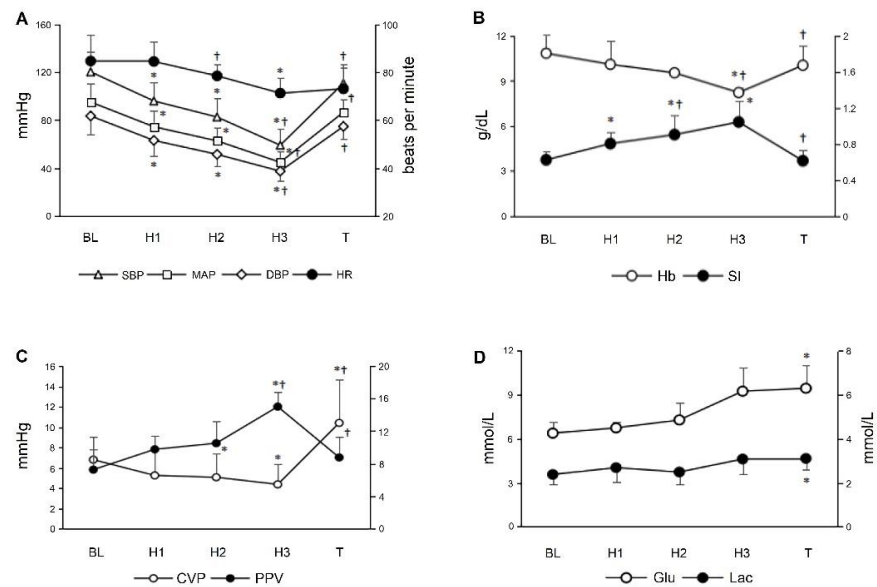 A
160
120
80
40
0
mmHg
100
80
60
40
20
beats per minute
* † † * * * * * † * † * † * * * † † †
BL H1 H2 H3 T
SBP MAP DBP HR
B
12
9
6
3
0
g/dL
2
1.6
1.2
0.8
0.4
0
* * † * † * † †
BL H1 H2 H3 T
Hb SI
C
16
14
12
10
8
6
4
2
0
mmHg
20
16
12
8
4
0
* * † * * † †
BL H1 H2 H3 T
CVP PPV
D
12
9
6
3
0
mmol/L
8
6
4
2
0
mmol/L
*
*
BL H1 H2 H3 T
Glu Lac